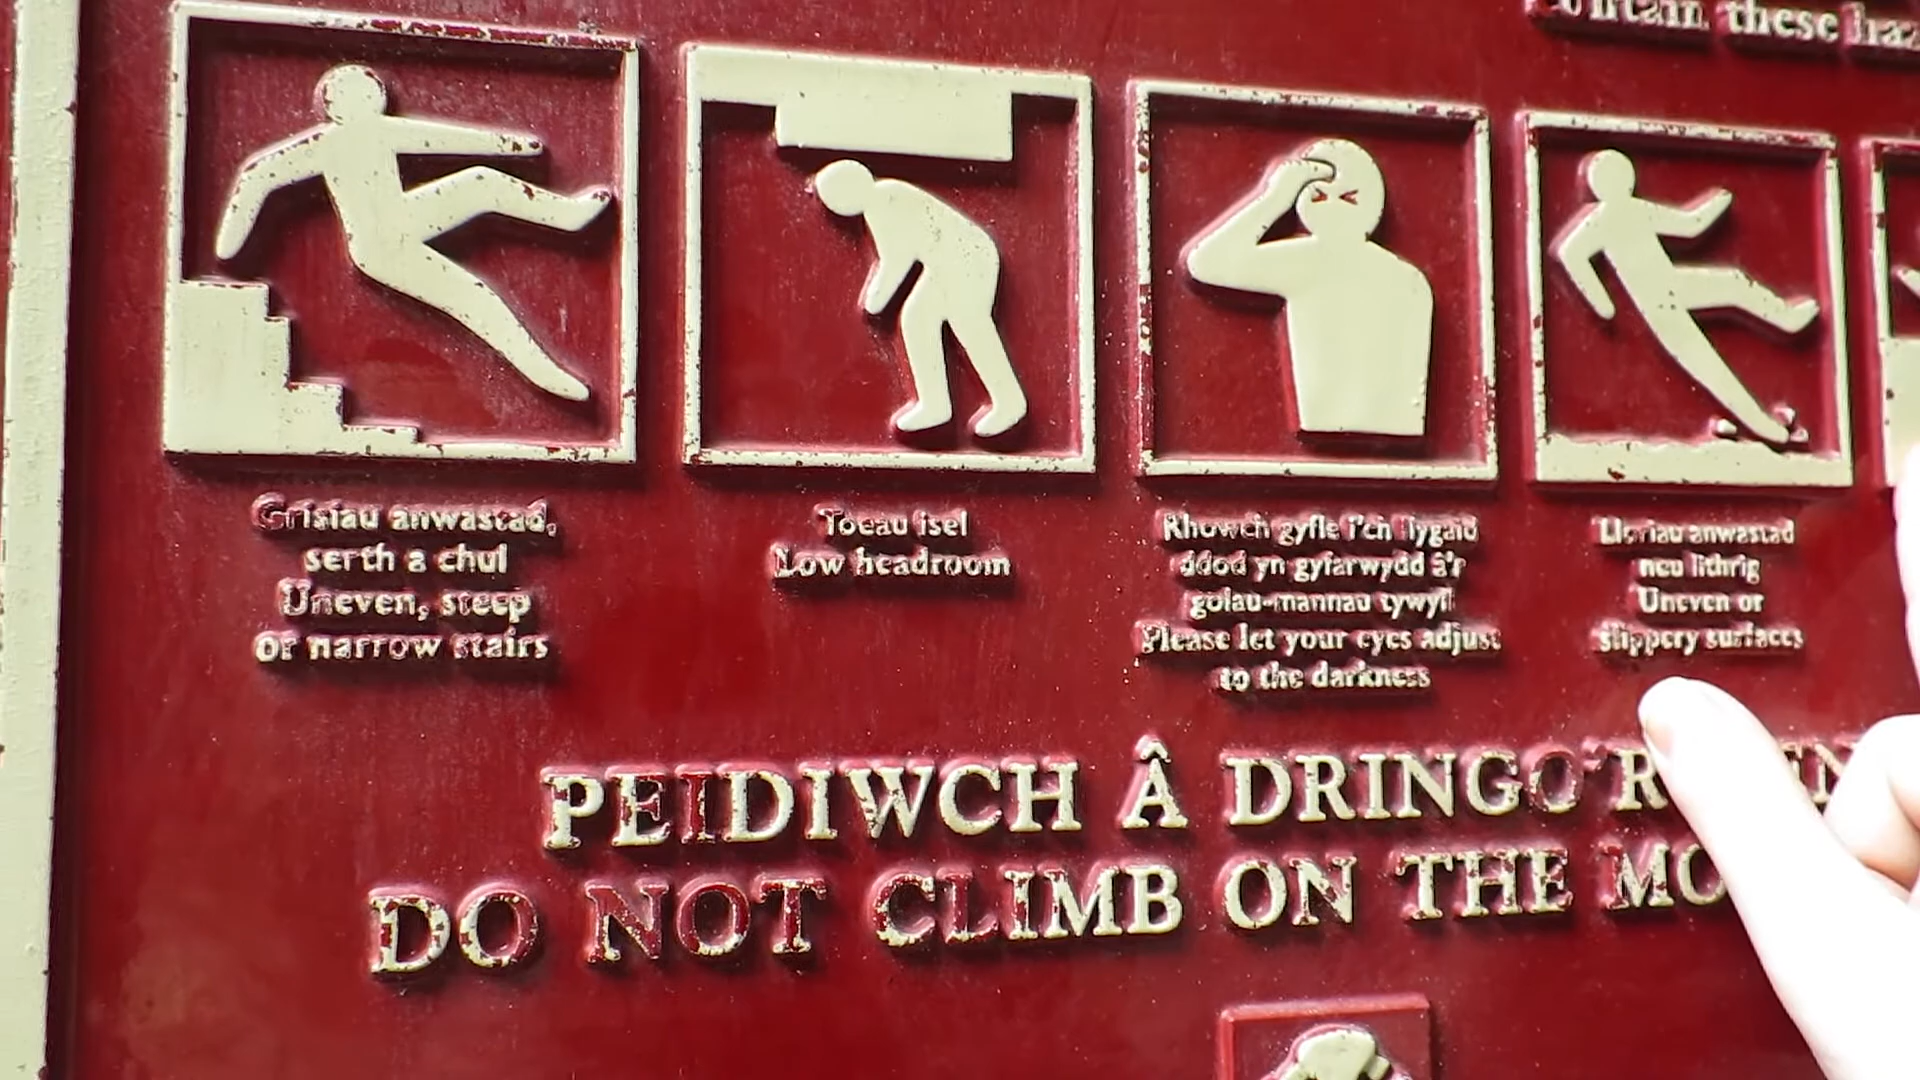 these
Grisiau anwastad,
serth a chul
Uneven, steep
or narrow stairs
Toeau isel
Low headroom
Rhowch gyfle i'ch llygaid
ddod yn gyfarwydd â'r
golau-mannau tywyll
Please let your eyes adjust
to the darkness
Lloriau anwastad
neu lithrig
Uneven or
slippery surfaces
PEIDIWCH Â DRINGO'R
DO NOT CLIMB ON THE